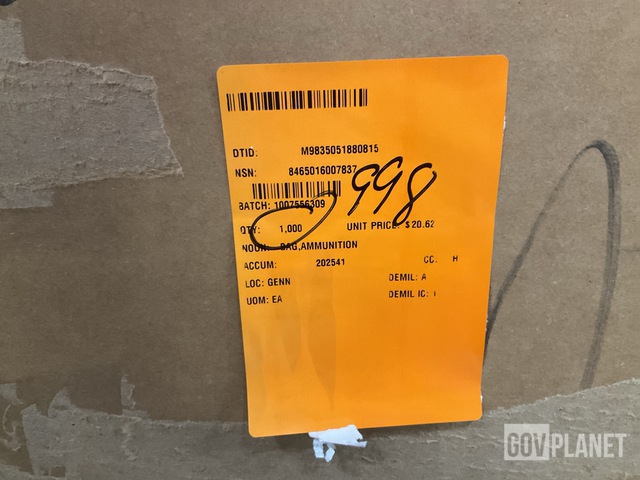 DTID: M9835051880815
NSN: 8465016007837
BATCH: 1007556309
998
QTY: 1,000 UNIT PRICE: $ 20.62
NOUN: BAG,AMMUNITION
ACCUM: 202541 CC: H
LOC: GENN DEMIL: A
UOM: EA DEMIL IC: 1
GOVPLANET